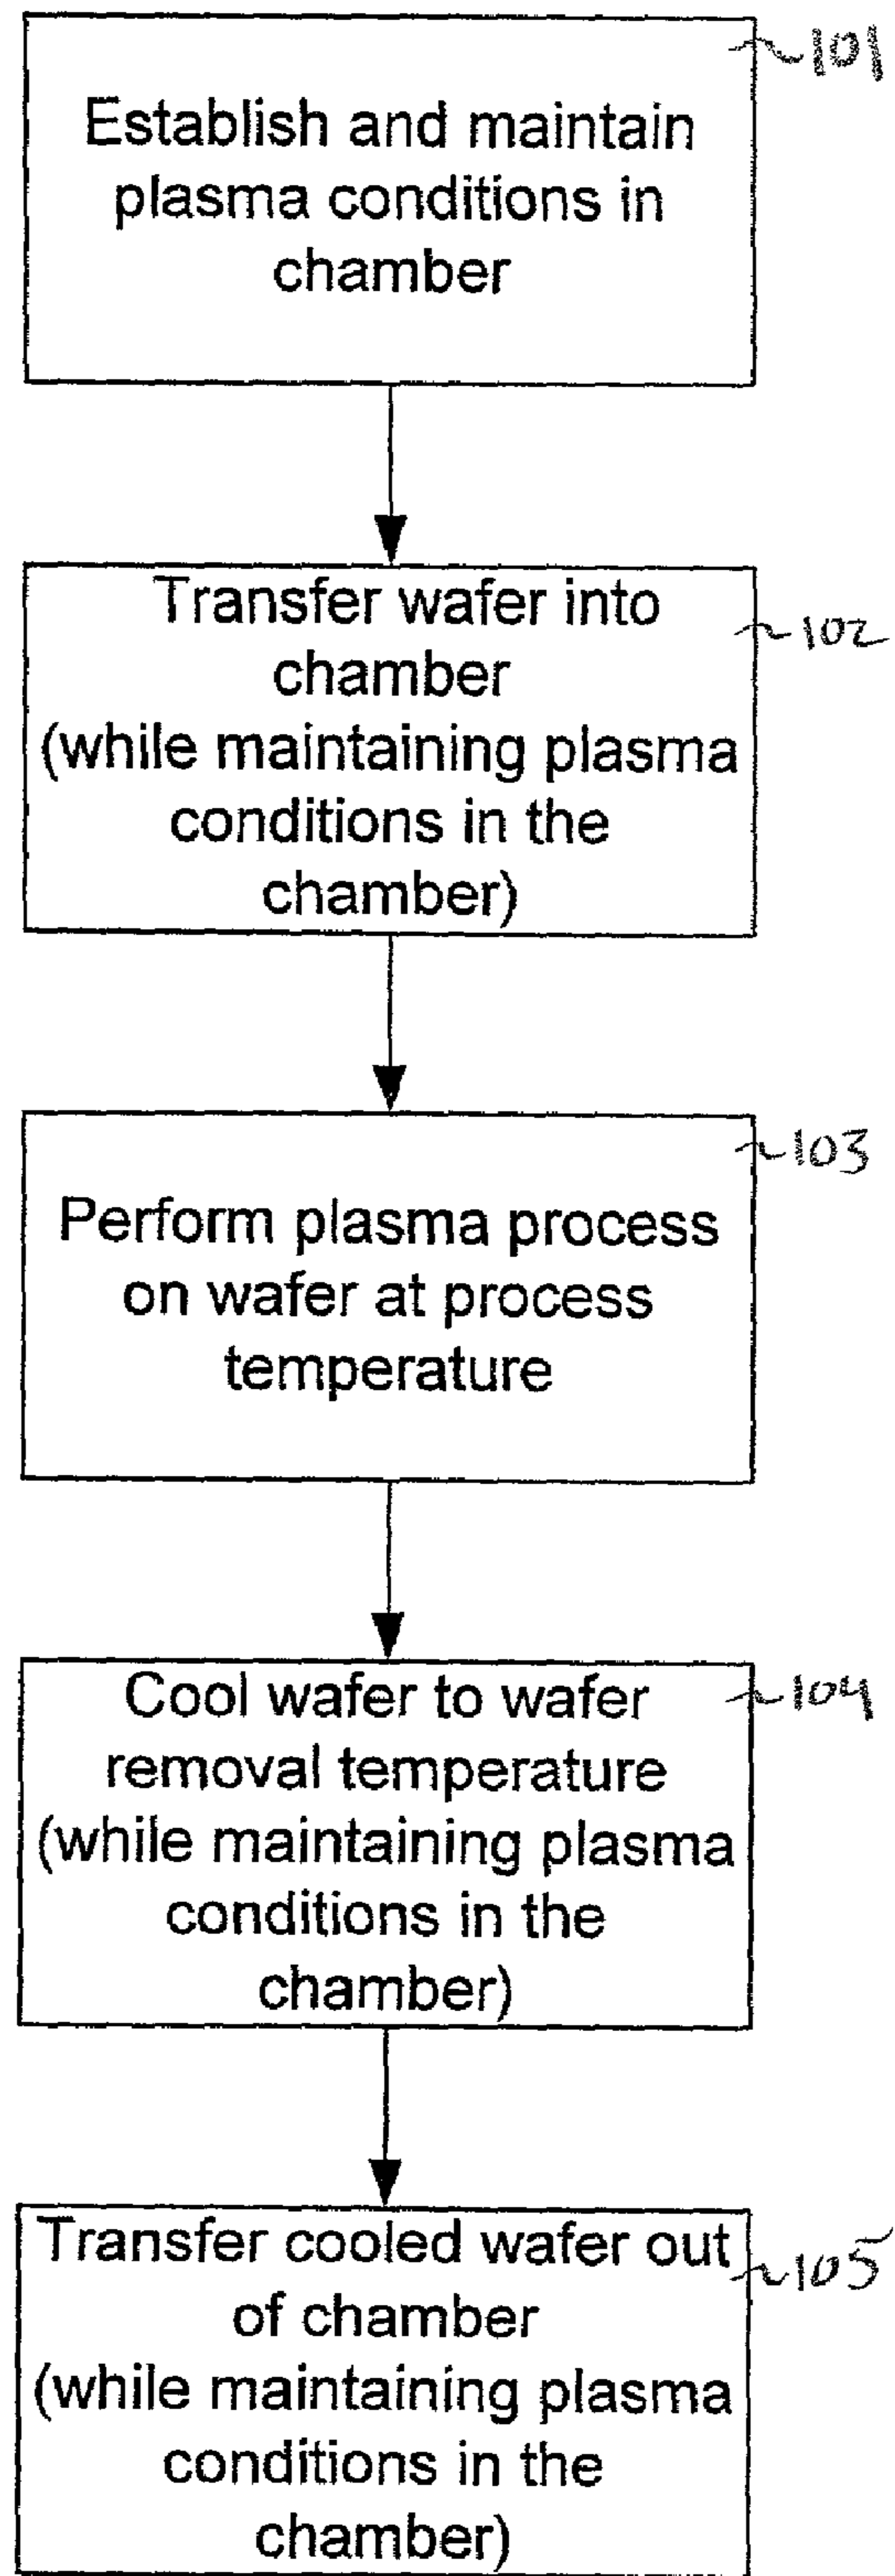 101
Establish and maintain
plasma conditions in
chamber
Transfer wafer into
chamber
(while maintaining plasma
conditions in the
chamber)
102
Perform plasma process
on wafer at process
temperature
103
Cool wafer to wafer
removal temperature
(while maintaining plasma
conditions in the
chamber)
104
Transfer cooled wafer out
of chamber
(while maintaining plasma
conditions in the
chamber)
105